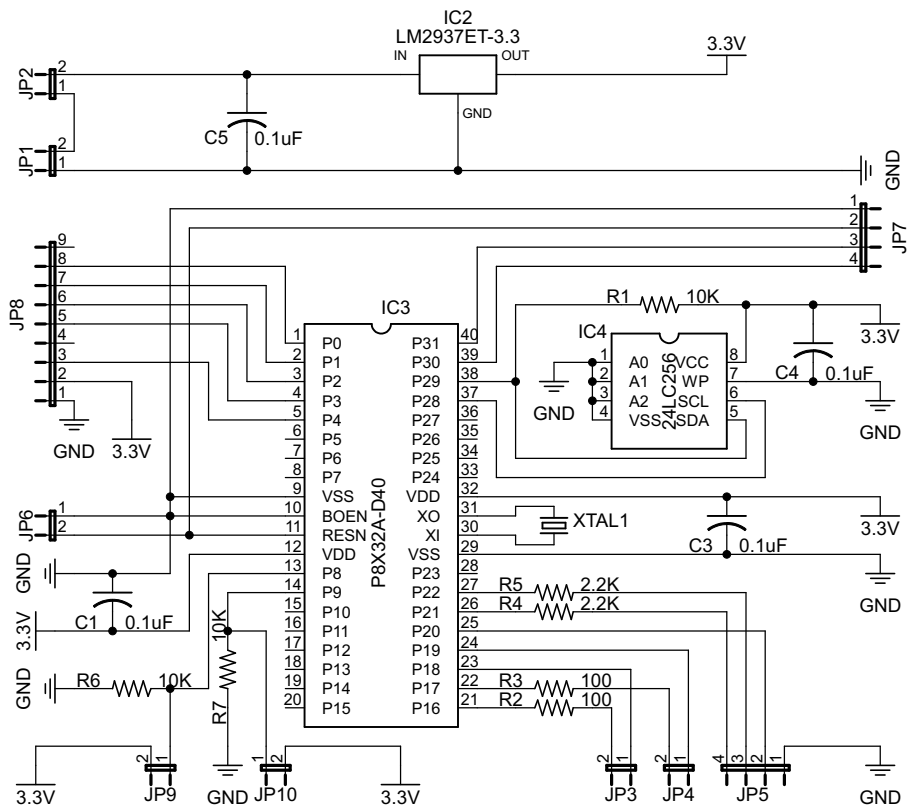 IC2
LM2937ET-3.3
IN
OUT
3.3V
GND
JP2
2
1
C5
0.1uF
JP1
2
1
GND
JP7
1
2
3
4
JP8
9
8
7
6
5
4
3
2
1
GND
3.3V
R1
10K
3.3V
C4
0.1uF
GND
IC4
24LC256
1 A0
2 A1
3 A2
4 VSS
VCC 8
WP 7
SCL 6
SDA 5
GND
IC3
P8X32A-D40
1 P0
2 P1
3 P2
4 P3
5 P4
6 P5
7 P6
8 P7
9 VSS
10 BOEN
11 RESN
12 VDD
13 P8
14 P9
15 P10
16 P11
17 P12
18 P13
19 P14
20 P15
P31 40
P30 39
P29 38
P28 37
P27 36
P26 35
P25 34
P24 33
VDD 32
XO 31
XI 30
VSS 29
P23 28
P22 27
P21 26
P20 25
P19 24
P18 23
P17 22
P16 21
JP6
1
2
GND
C1
0.1uF
3.3V
GND
R6
10K
R7
10K
XTAL1
C3
0.1uF
3.3V
GND
R5
2.2K
R4
2.2K
R3
100
R2
100
3.3V
2
1
JP9
GND
1
2
JP10
3.3V
2
1
JP3
2
1
JP4
4
3
2
1
JP5
GND